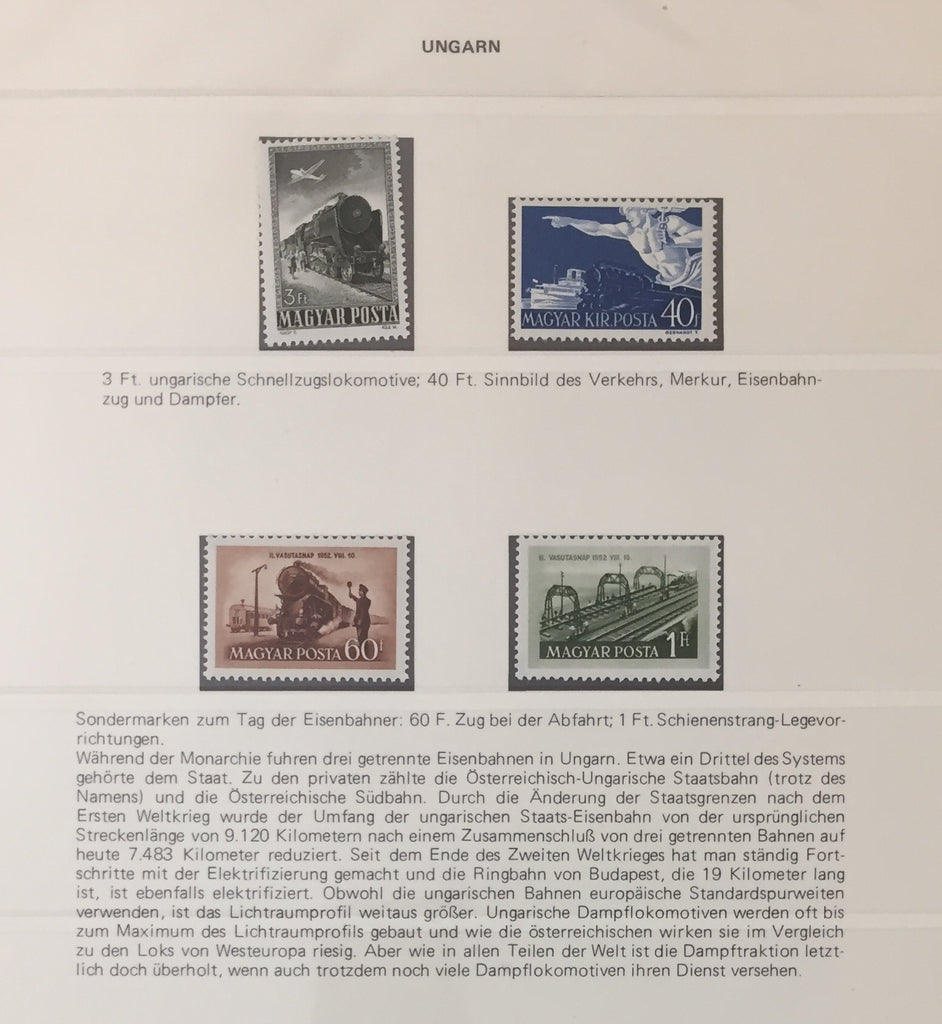 UNGARN
3 Ft
MAGYAR POSTA
MAGYAR KIR. POSTA 40f
GEBHARDT T.
3 Ft. ungarische Schnellzugslokomotive; 40 Ft. Sinnbild des Verkehrs, Merkur, Eisenbahn-
zug und Dampfer.
II. VASUTASNAP 1952. VIII. 10.
MAGYAR POSTA 60f
II. VASUTASNAP 1952. VIII. 10.
MAGYAR POSTA 1Ft
Sondermarken zum Tag der Eisenbahner: 60 F. Zug bei der Abfahrt; 1 Ft. Schienenstrang-Legevor-
richtungen.
Während der Monarchie fuhren drei getrennte Eisenbahnen in Ungarn. Etwa ein Drittel des Systems
gehörte dem Staat. Zu den privaten zählte die Österreichisch-Ungarische Staatsbahn (trotz des
Namens) und die Österreichische Südbahn. Durch die Änderung der Staatsgrenzen nach dem
Ersten Weltkrieg wurde der Umfang der ungarischen Staats-Eisenbahn von der ursprünglichen
Streckenlänge von 9.120 Kilometern nach einem Zusammenschluß von drei getrennten Bahnen auf
heute 7.483 Kilometer reduziert. Seit dem Ende des Zweiten Weltkrieges hat man ständig Fort-
schritte mit der Elektrifizierung gemacht und die Ringbahn von Budapest, die 19 Kilometer lang
ist, ist ebenfalls elektrifiziert. Obwohl die ungarischen Bahnen europäische Standardspurweiten
verwenden, ist das Lichtraumprofil weitaus größer. Ungarische Dampflokomotiven werden oft bis
zum Maximum des Lichtraumprofils gebaut und wie die österreichischen wirken sie im Vergleich
zu den Loks von Westeuropa riesig. Aber wie in allen Teilen der Welt ist die Dampftraktion letzt-
lich doch überholt, wenn auch trotzdem noch viele Dampflokomotiven ihren Dienst versehen.